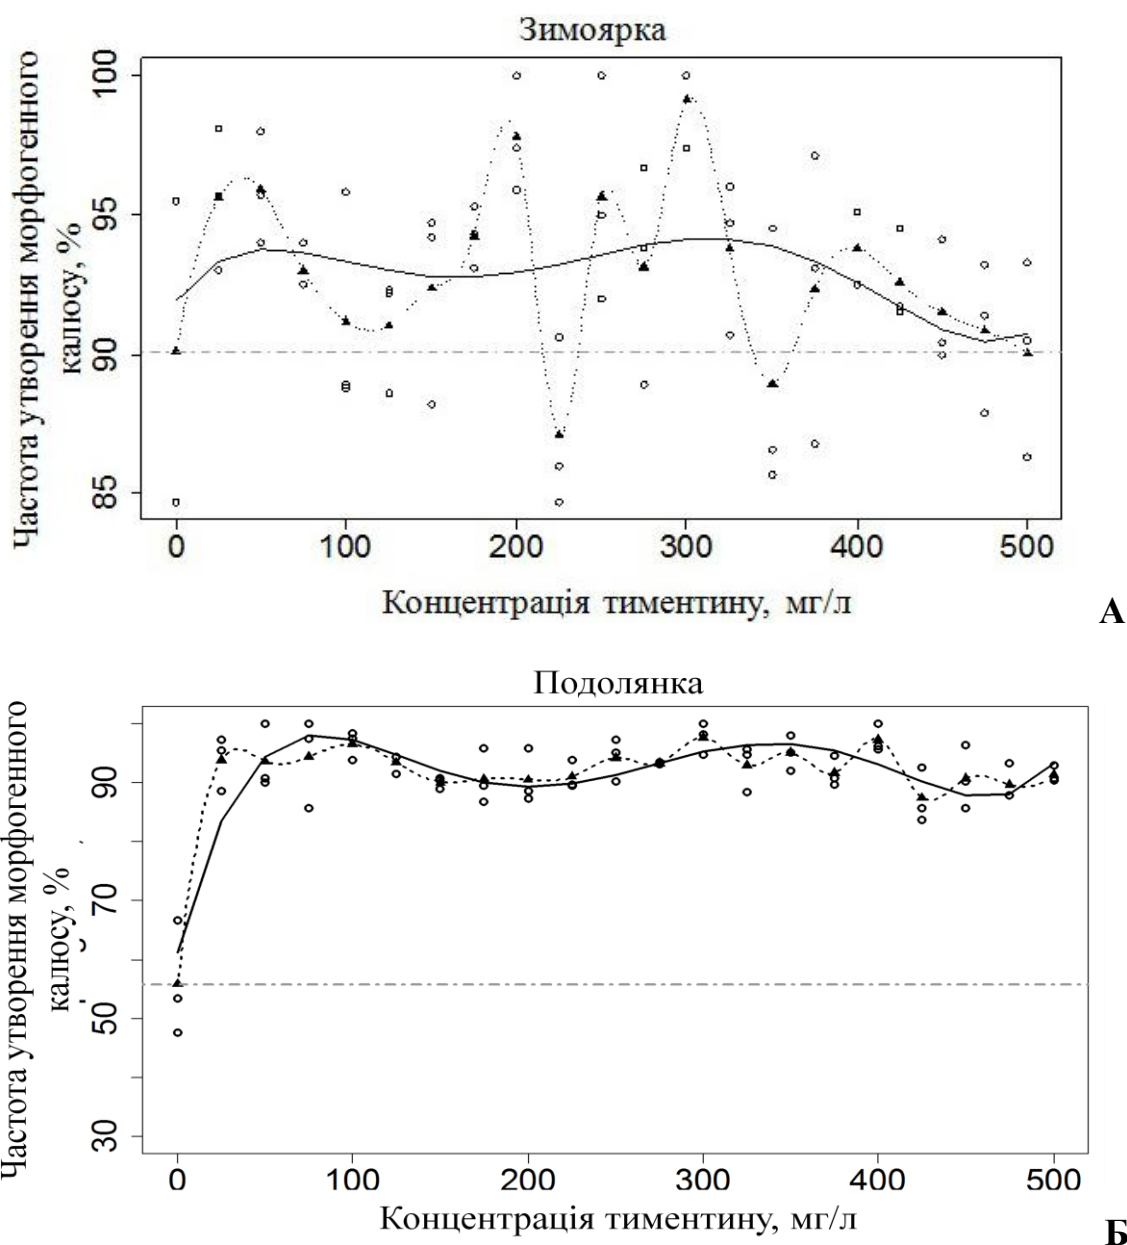 Зимоярка
Частота утворення морфогенного
калюсу, %
100
95
90
85
0 100 200 300 400 500
Концентрація тиментину, мг/л
А
Подолянка
Частота утворення морфогенного
калюсу, %
90
70
50
30
0 100 200 300 400 500
Концентрація тиментину, мг/л
Б